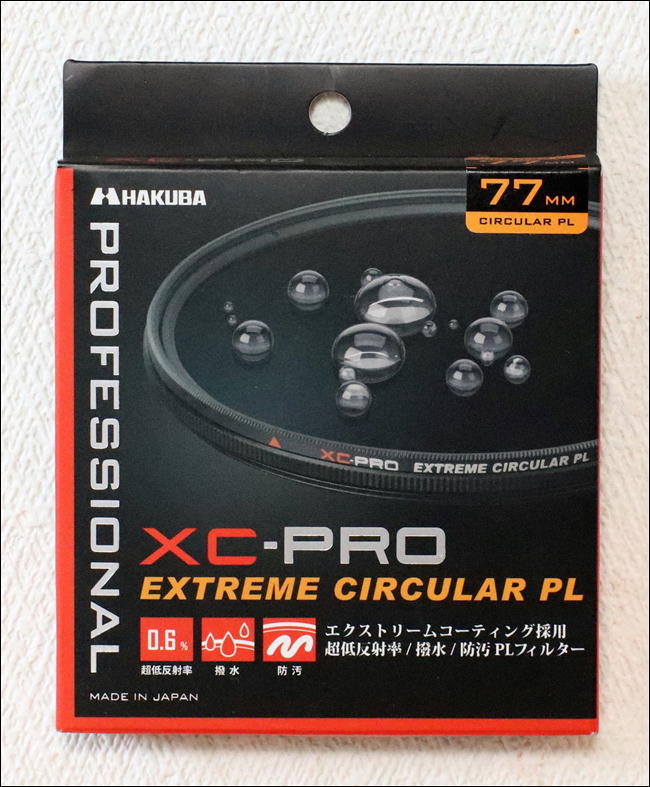 XC-PRO
HAKUBA
77MM
CIRCULAR PL
PROFESSIONAL
XC-PRO EXTREME CIRCULAR PL
XC-PRO
EXTREME CIRCULAR PL
0.6%
超低反射率
撥水
防汚
エクストリームコーティング採用
超低反射率/撥水/防汚PLフィルター
MADE IN JAPAN